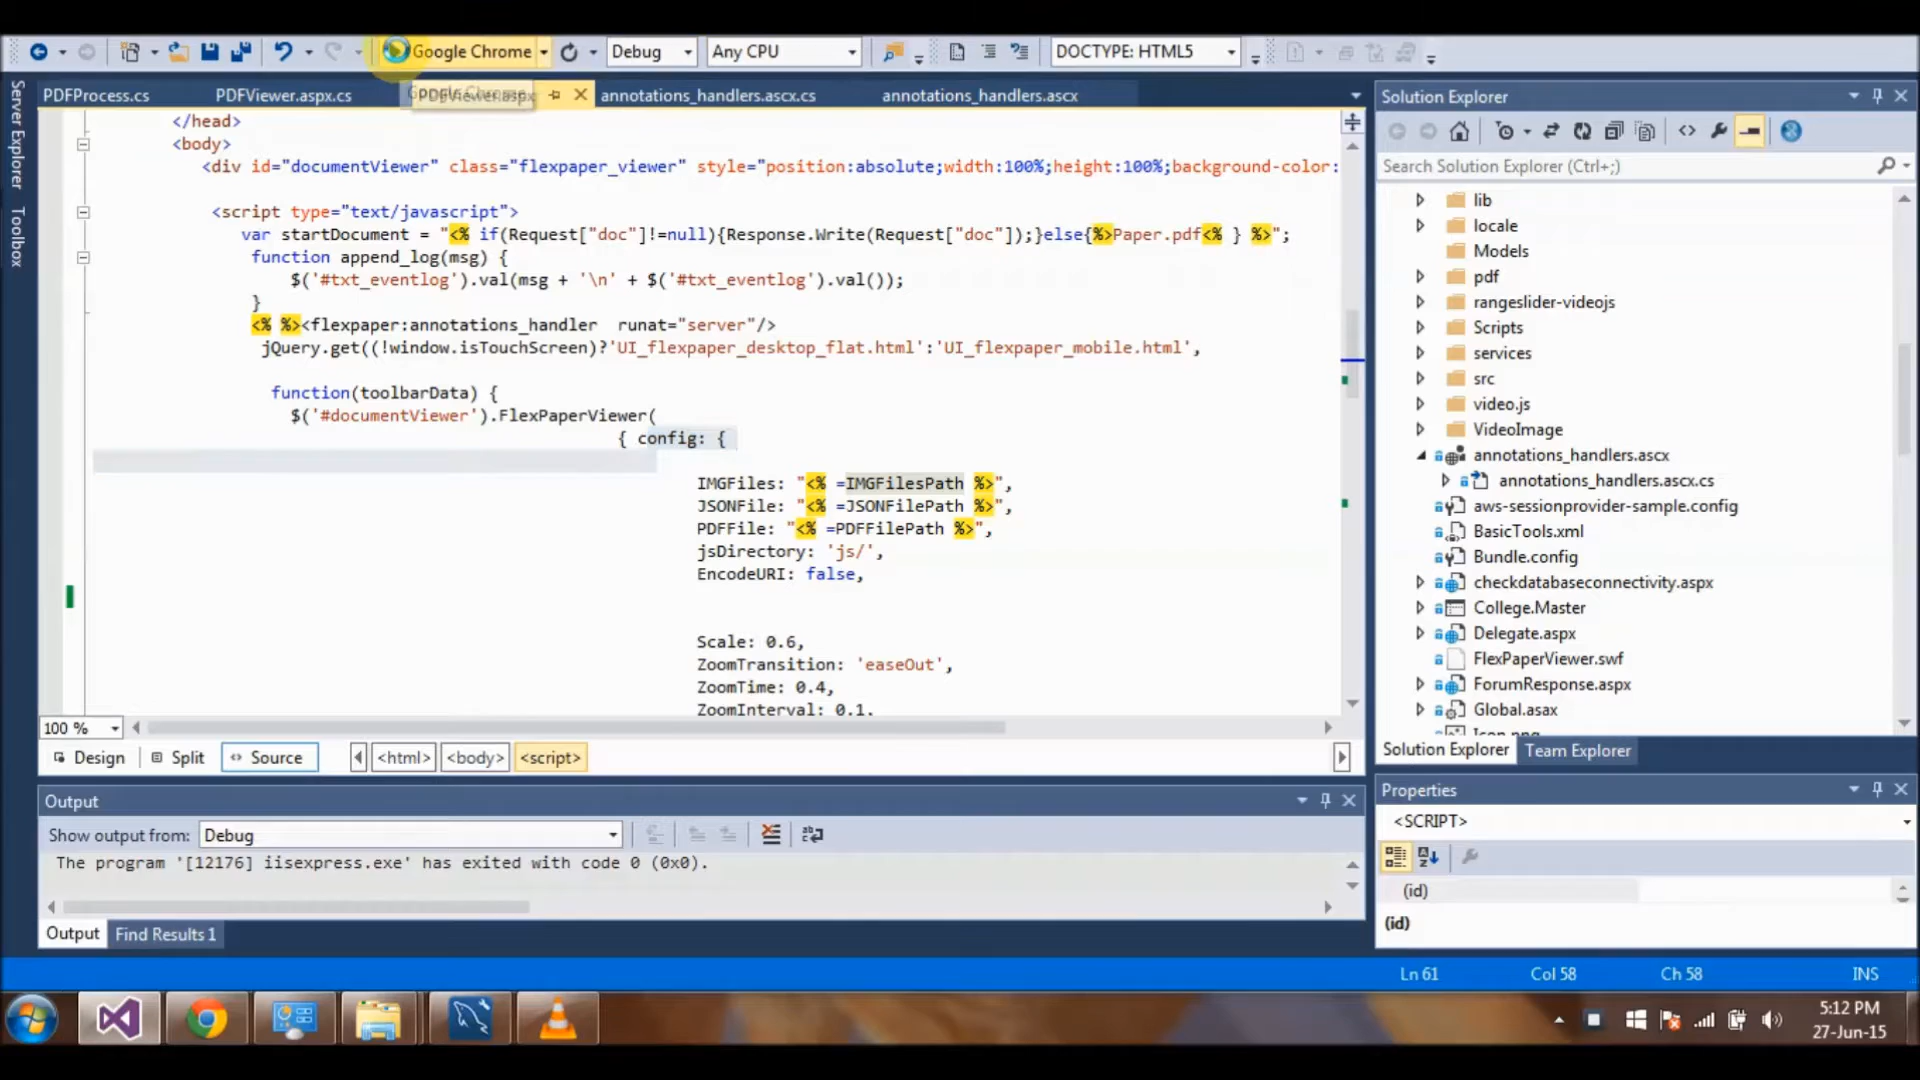 Google Chrome
Debug
Any CPU
DOCTYPE: HTML5
Server Explorer
Toolbox
PDFProcess.cs
PDFViewer.aspx.cs
PDFViewer.aspx
annotations_handlers.ascx.cs
annotations_handlers.ascx
</head>
<body>
<div id="documentViewer" class="flexpaper_viewer" style="position:absolute;width:100%;height:100%;background-color:
<script type="text/javascript">
var startDocument = "<% if(Request["doc"]!=null){Response.Write(Request["doc"]);}else{%>Paper.pdf<% } %>";
function append_log(msg) {
$('#txt_eventlog').val(msg + '\n' + $('#txt_eventlog').val());
}
<% %><flexpaper:annotations_handler runat="server"/>
jQuery.get((!window.isTouchScreen)?'UI_flexpaper_desktop_flat.html':'UI_flexpaper_mobile.html',
function(toolbarData) {
$('#documentViewer').FlexPaperViewer(
{ config: {
IMGFiles: "<% =IMGFilesPath %>",
JSONFile: "<% =JSONFilePath %>",
PDFFile: "<% =PDFFilePath %>",
jsDirectory: 'js/',
EncodeURI: false,
Scale: 0.6,
ZoomTransition: 'easeOut',
ZoomTime: 0.4,
ZoomInterval: 0.1,
100 %
Design
Split
Source
<html>
<body>
<script>
Output
Show output from:
Debug
The program '[12176] iisexpress.exe' has exited with code 0 (0x0).
Output
Find Results 1
Solution Explorer
Search Solution Explorer (Ctrl+;)
lib
locale
Models
pdf
rangeslider-videojs
Scripts
services
src
video.js
VideoImage
annotations_handlers.ascx
annotations_handlers.ascx.cs
aws-sessionprovider-sample.config
BasicTools.xml
Bundle.config
checkdatabaseconnectivity.aspx
College.Master
Delegate.aspx
FlexPaperViewer.swf
ForumResponse.aspx
Global.asax
Icon.png
Solution Explorer
Team Explorer
Properties
<SCRIPT>
(id)
(id)
Ln 61
Col 58
Ch 58
INS
5:12 PM
27-Jun-15